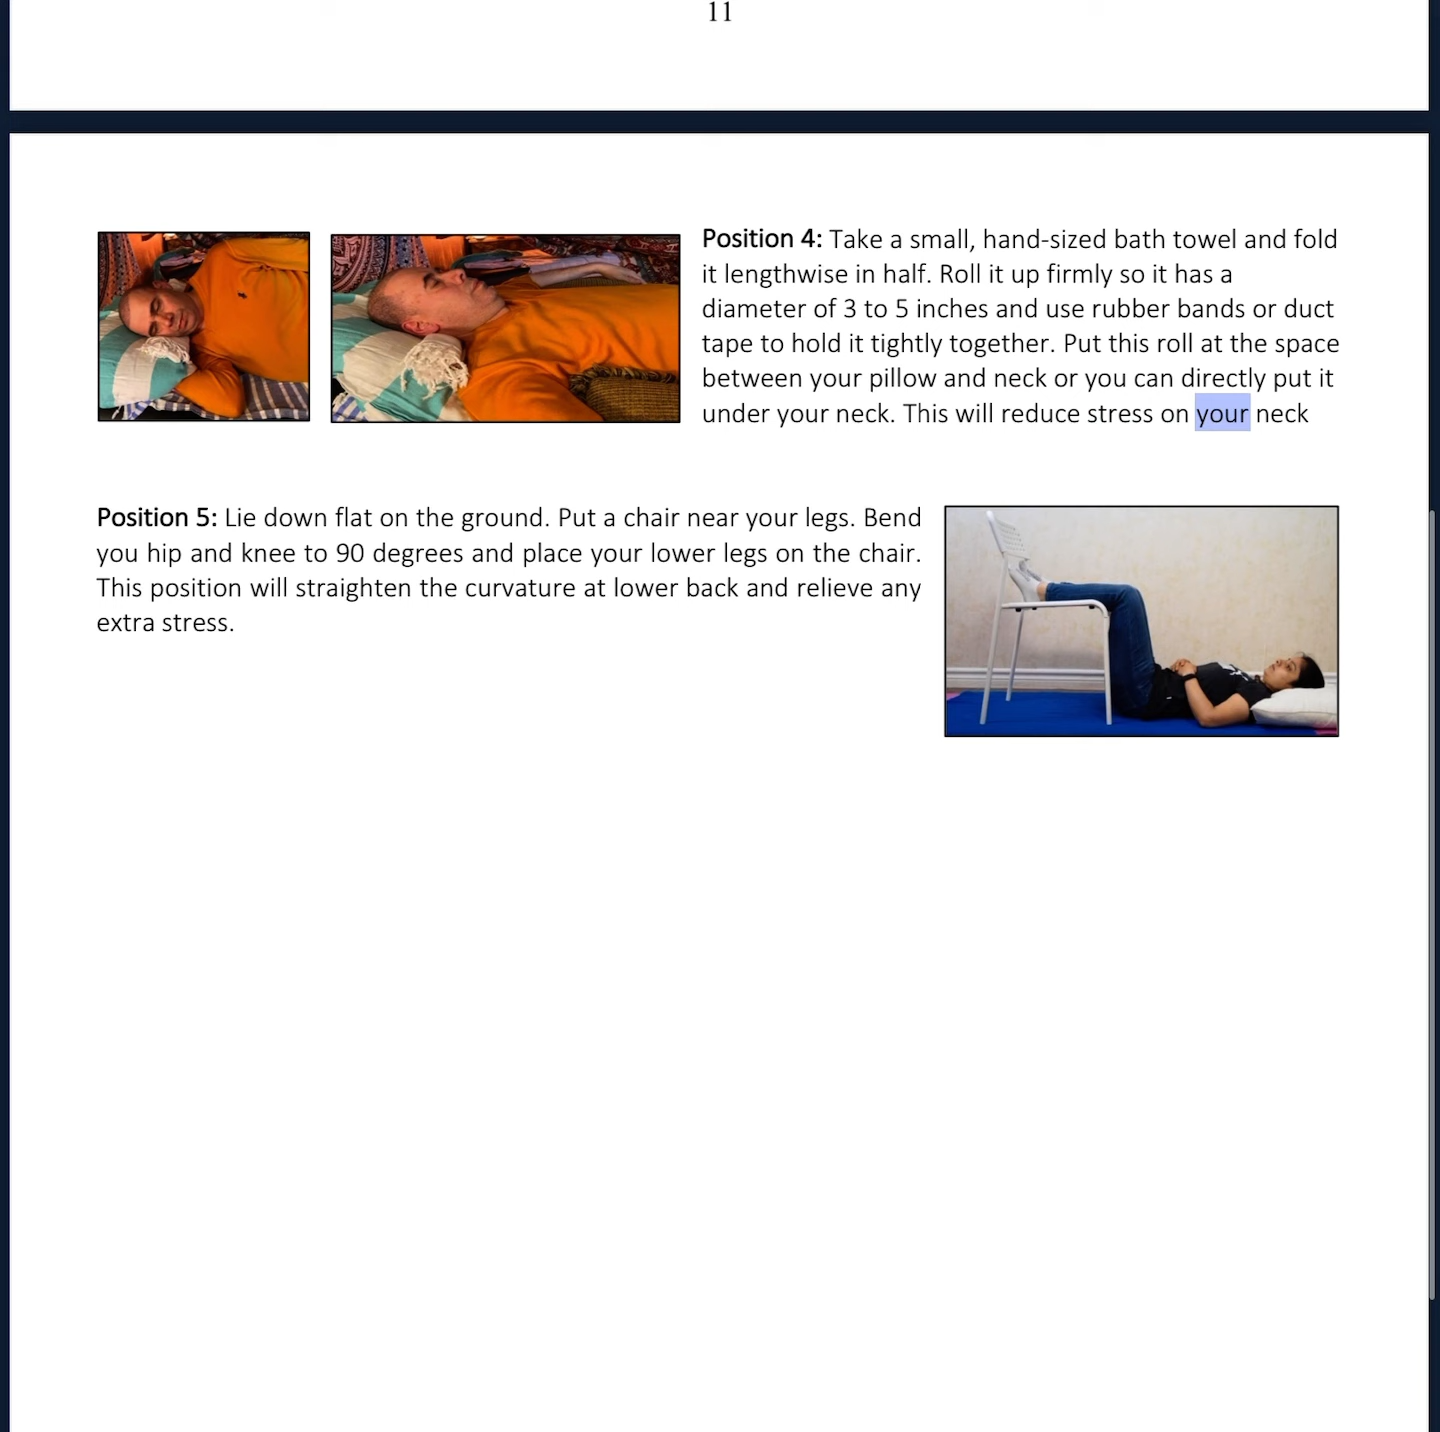 11
Position 4: Take a small, hand-sized bath towel and fold
it lengthwise in half. Roll it up firmly so it has a
diameter of 3 to 5 inches and use rubber bands or duct
tape to hold it tightly together. Put this roll at the space
between your pillow and neck or you can directly put it
under your neck. This will reduce stress on your neck
Position 5: Lie down flat on the ground. Put a chair near your legs. Bend
you hip and knee to 90 degrees and place your lower legs on the chair.
This position will straighten the curvature at lower back and relieve any
extra stress.